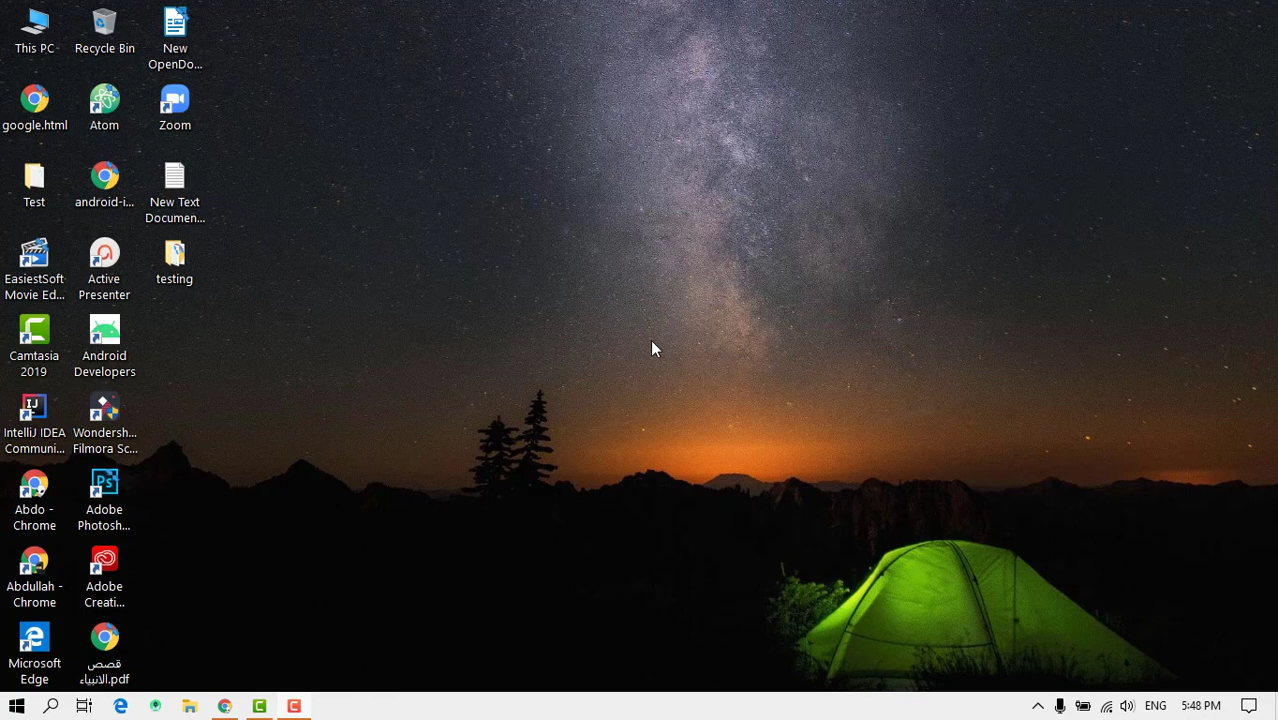 This PC
Recycle Bin
New
OpenDo...
google.html
Atom
Zoom
Test
android-i...
New Text
Documen...
EasiestSoft
Movie Ed...
Active
Presenter
testing
Camtasia
2019
Android
Developers
IJ
IntelliJ IDEA
Communi...
Wondersh...
Filmora Sc...
Abdo -
Chrome
Ps
Adobe
Photosh...
Abdullah -
Chrome
Adobe
Creati...
Microsoft
Edge
قصص
الانبياء.pdf
ENG
5:48 PM